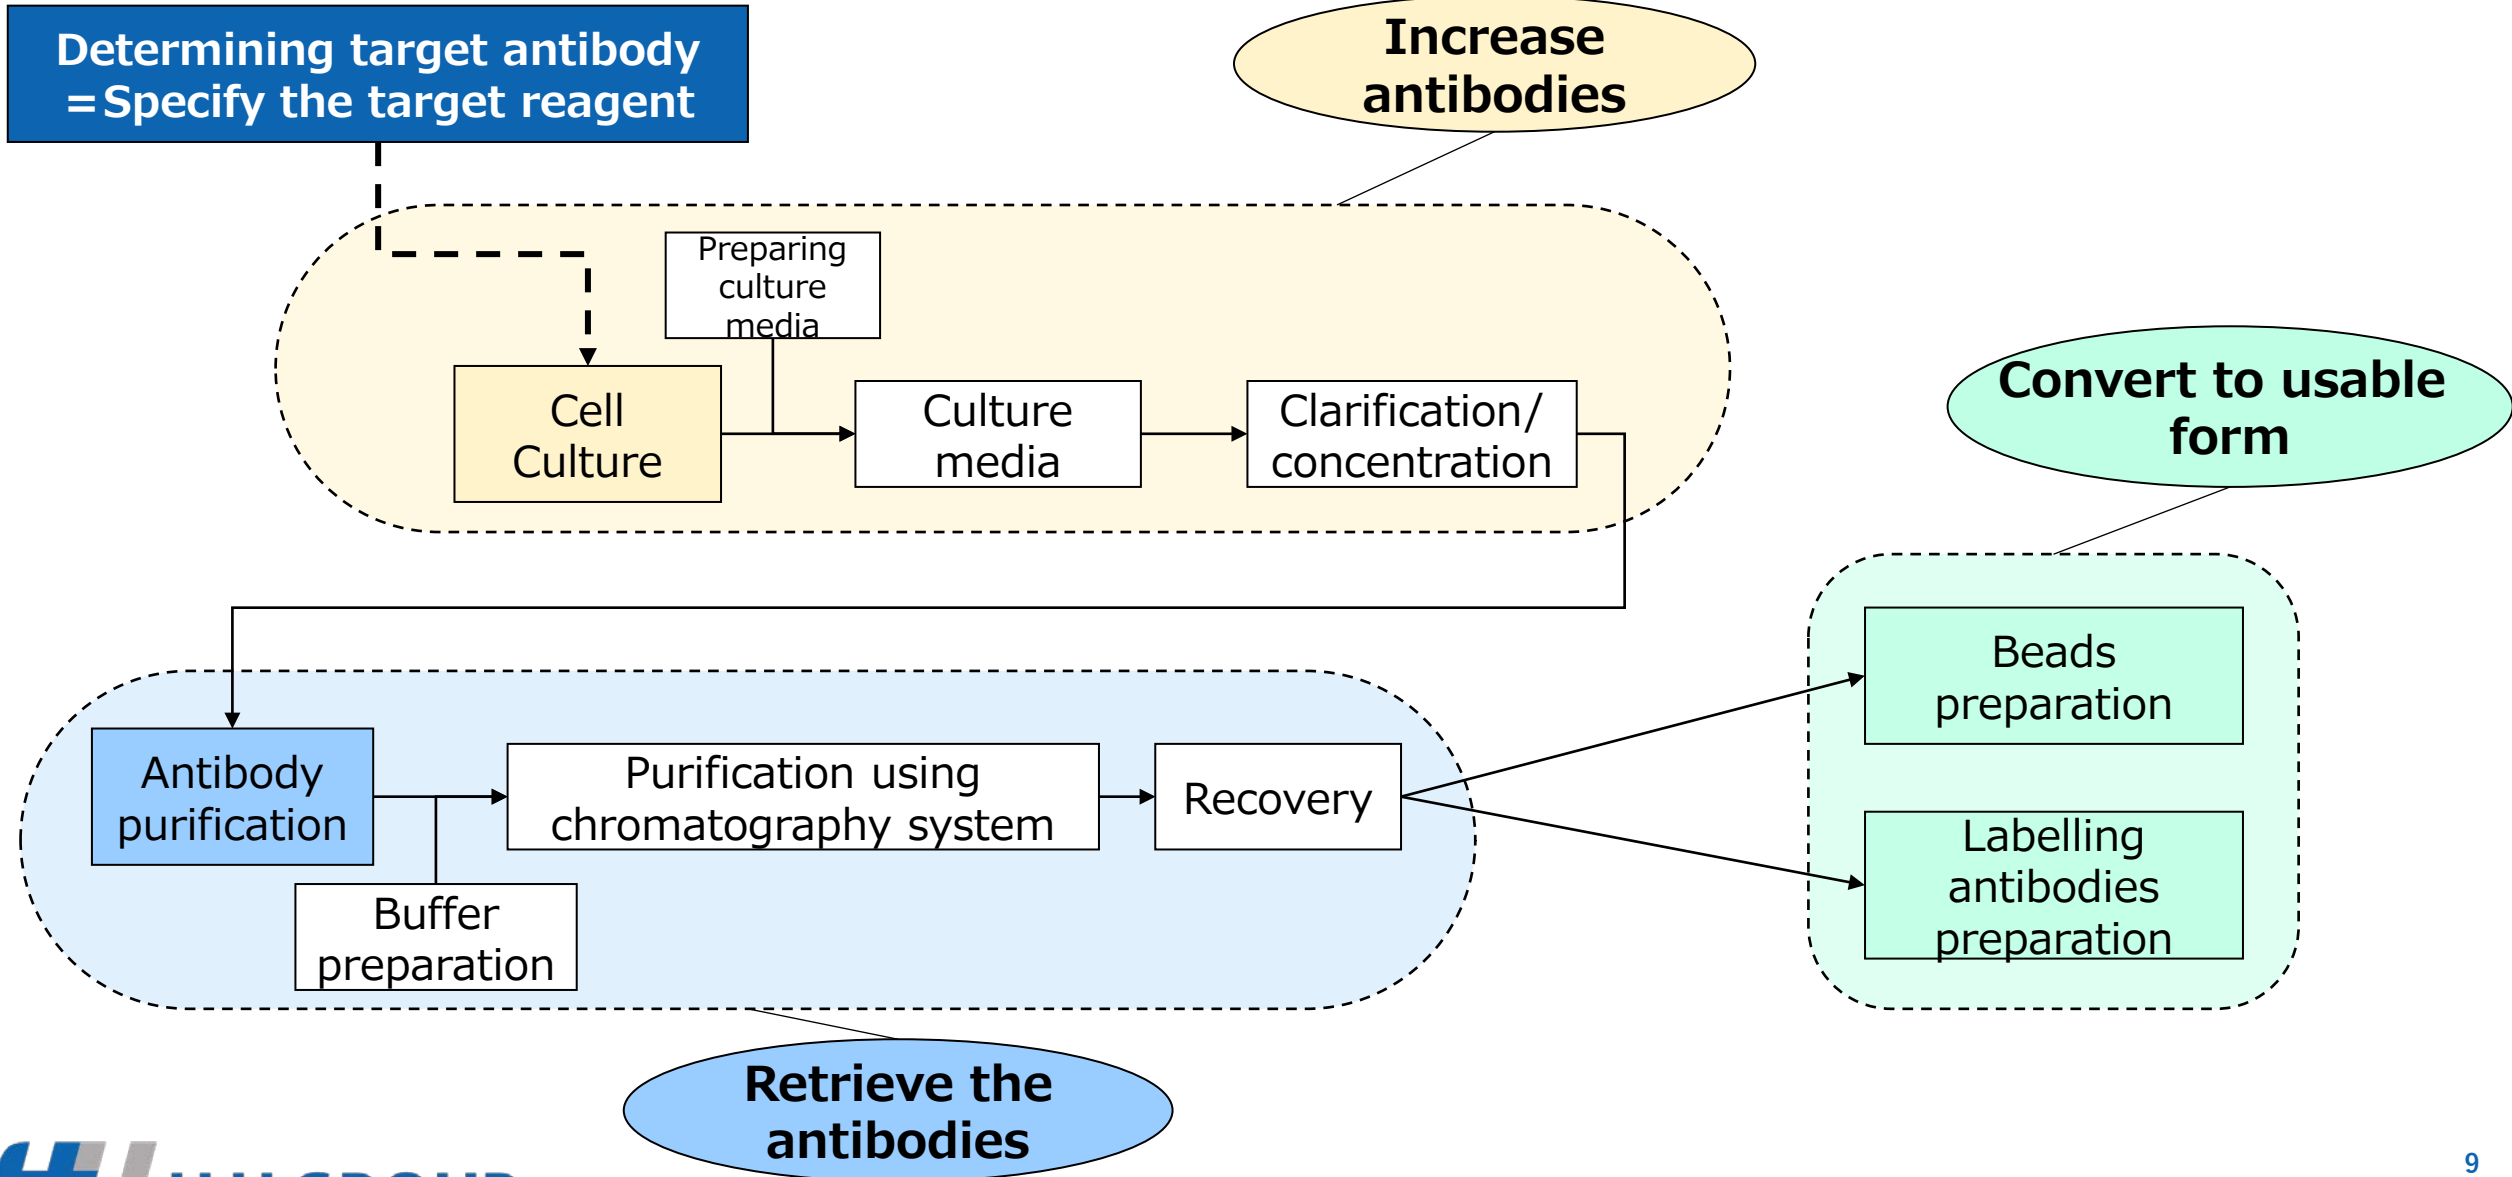 Determining target antibody
=Specify the target reagent
Increase
antibodies
Preparing
culture
media
Cell
Culture
Culture
media
Clarification/
concentration
Convert to usable
form
Antibody
purification
Purification using
chromatography system
Recovery
Buffer
preparation
Beads
preparation
Labelling
antibodies
preparation
Retrieve the
antibodies
9